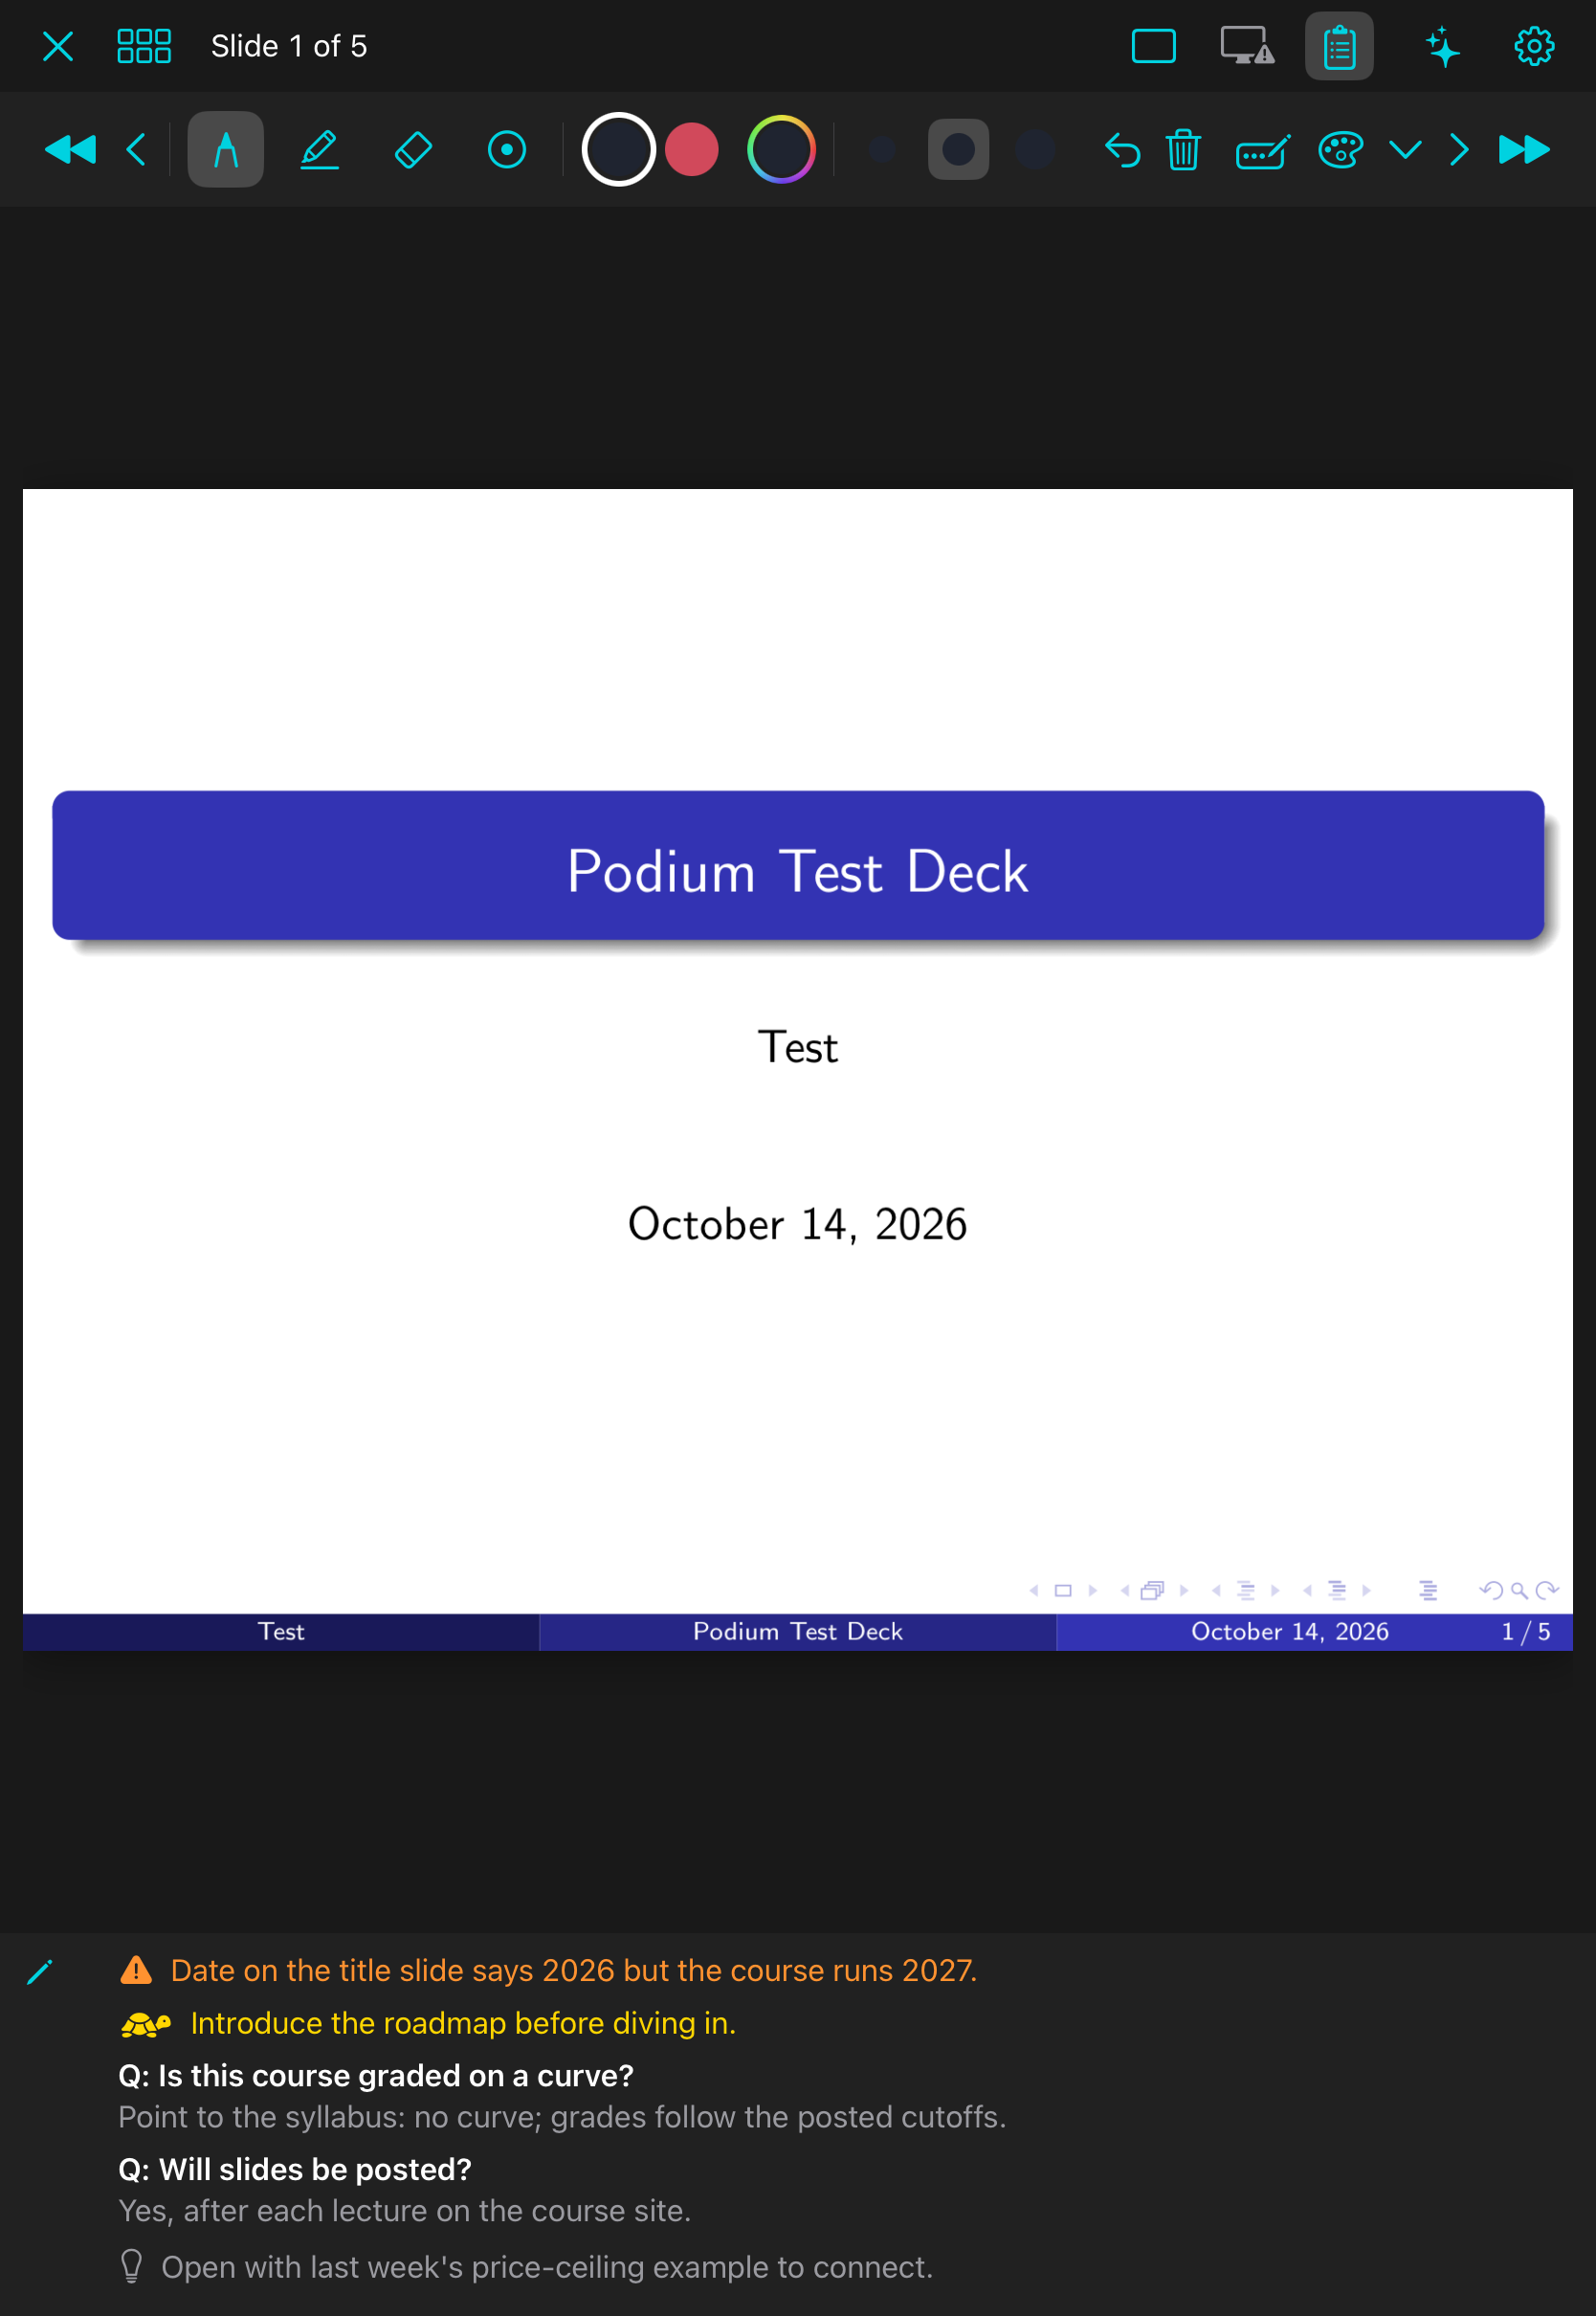 Slide 1 of 5
Podium Test Deck
Test
October 14, 2026
Test Podium Test Deck October 14, 2026 1 / 5
Date on the title slide says 2026 but the course runs 2027.
Introduce the roadmap before diving in.
Q: Is this course graded on a curve?
Point to the syllabus: no curve; grades follow the posted cutoffs.
Q: Will slides be posted?
Yes, after each lecture on the course site.
Open with last week's price-ceiling example to connect.